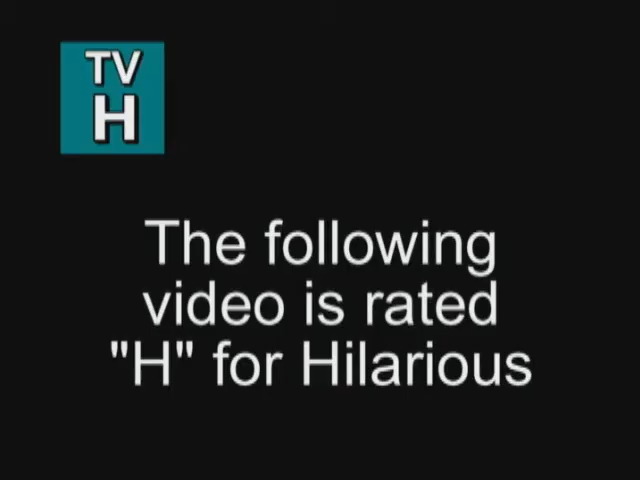 TV
H
The following
video is rated
"H" for Hilarious